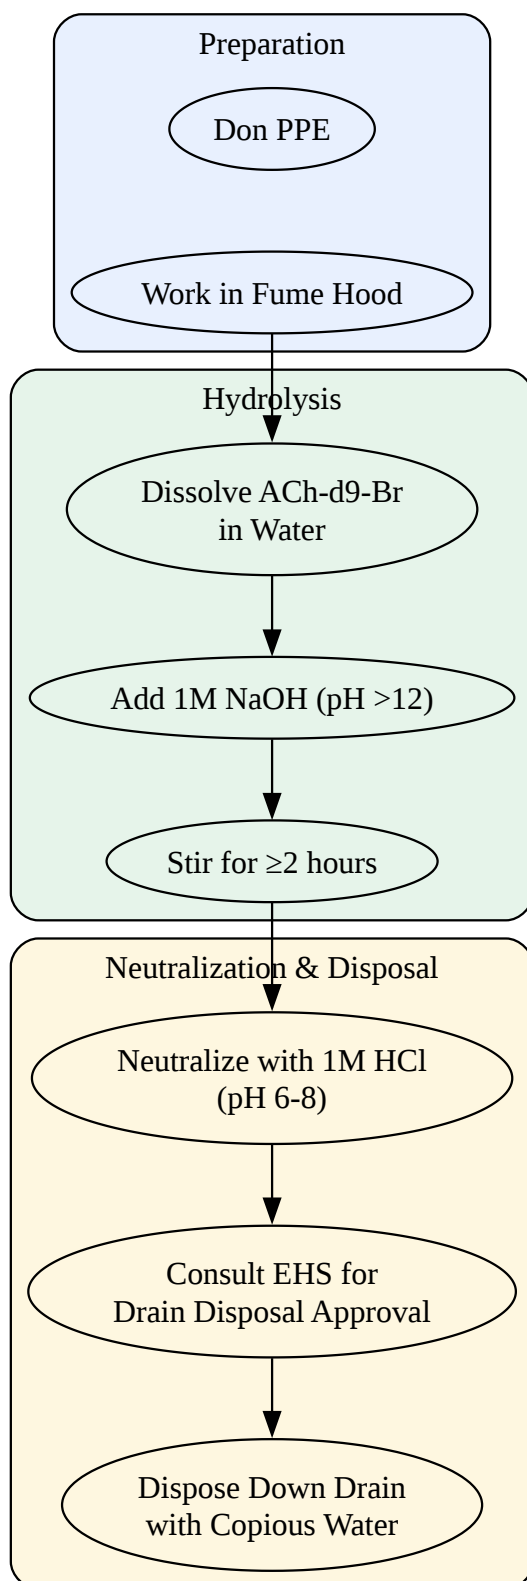 Preparation
Don PPE
Work in Fume Hood
Hydrolysis
Dissolve ACh-d9-Br
in Water
Add 1M NaOH (pH >12)
Stir for ≥2 hours
Neutralization & Disposal
Neutralize with 1M HCl
(pH 6-8)
Consult EHS for
Drain Disposal Approval
Dispose Down Drain
with Copious Water